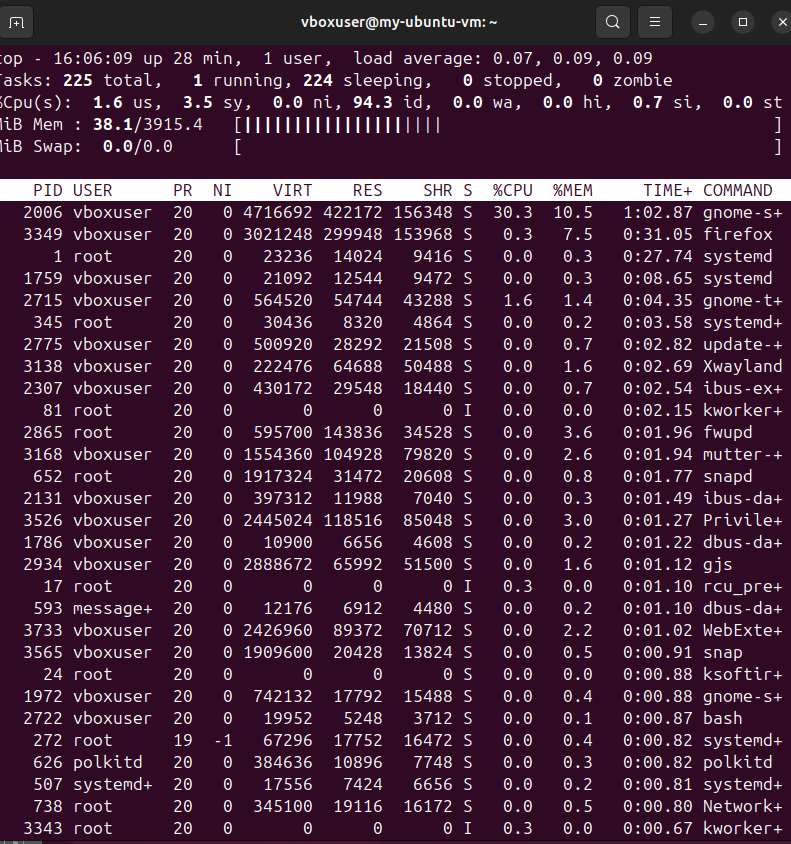 vboxuser@my-ubuntu-vm: ~
top - 16:06:09 up 28 min,  1 user,  load average: 0.07, 0.09, 0.09
Tasks: 225 total,   1 running, 224 sleeping,   0 stopped,   0 zombie
%Cpu(s):  1.6 us,  3.5 sy,  0.0 ni, 94.3 id,  0.0 wa,  0.0 hi,  0.7 si,  0.0 st
MiB Mem : 38.1/3915.4   [||||||||||||||||||||                                 ]
MiB Swap:  0.0/0.0      [                                                     ]
PID USER      PR  NI    VIRT    RES    SHR S  %CPU  %MEM     TIME+ COMMAND
2006 vboxuser  20   0 4716692 422172 156348 S  30.3  10.5   1:02.87 gnome-s+
3349 vboxuser  20   0 3021248 299948 153968 S   0.3   7.5   0:31.05 firefox
1 root      20   0   23236  14024   9416 S   0.0   0.3   0:27.74 systemd
1759 vboxuser  20   0   21092  12544   9472 S   0.0   0.3   0:08.65 systemd
2715 vboxuser  20   0  564520  54744  43288 S   1.6   1.4   0:04.35 gnome-t+
345 root      20   0   30436   8320   4864 S   0.0   0.2   0:03.58 systemd+
2775 vboxuser  20   0  500920  28292  21508 S   0.0   0.7   0:02.82 update-+
3138 vboxuser  20   0  222476  64688  50488 S   0.0   1.6   0:02.69 Xwayland
2307 vboxuser  20   0  430172  29548  18440 S   0.0   0.7   0:02.54 ibus-ex+
81 root      20   0       0      0      0 I   0.0   0.0   0:02.15 kworker+
2865 root      20   0  595700 143836  34528 S   0.0   3.6   0:01.96 fwupd
3168 vboxuser  20   0 1554360 104928  79820 S   0.0   2.6   0:01.94 mutter-+
652 root      20   0 1917324  31472  20608 S   0.0   0.8   0:01.77 snapd
2131 vboxuser  20   0  397312  11988   7040 S   0.0   0.3   0:01.49 ibus-da+
3526 vboxuser  20   0 2445024 118516  85048 S   0.0   3.0   0:01.27 Privile+
1786 vboxuser  20   0   10900   6656   4608 S   0.0   0.2   0:01.22 dbus-da+
2934 vboxuser  20   0 2888672  65992  51500 S   0.0   1.6   0:01.12 gjs
17 root      20   0       0      0      0 I   0.3   0.0   0:01.10 rcu_pre+
593 message+  20   0   12176   6912   4480 S   0.0   0.2   0:01.10 dbus-da+
3733 vboxuser  20   0 2426960  89372  70712 S   0.0   2.2   0:01.02 WebExte+
3565 vboxuser  20   0 1909600  20428  13824 S   0.0   0.5   0:00.91 snap
24 root      20   0       0      0      0 S   0.0   0.0   0:00.88 ksoftir+
1972 vboxuser  20   0  742132  17792  15488 S   0.0   0.4   0:00.88 gnome-s+
2722 vboxuser  20   0   19952   5248   3712 S   0.0   0.1   0:00.87 bash
272 root      19  -1   67296  17752  16472 S   0.0   0.4   0:00.82 systemd+
626 polkitd   20   0  384636  10896   7748 S   0.0   0.3   0:00.82 polkitd
507 systemd+  20   0   17556   7424   6656 S   0.0   0.2   0:00.81 systemd+
738 root      20   0  345100  19116  16172 S   0.0   0.5   0:00.80 Network+
3343 root      20   0       0      0      0 I   0.3   0.0   0:00.67 kworker+